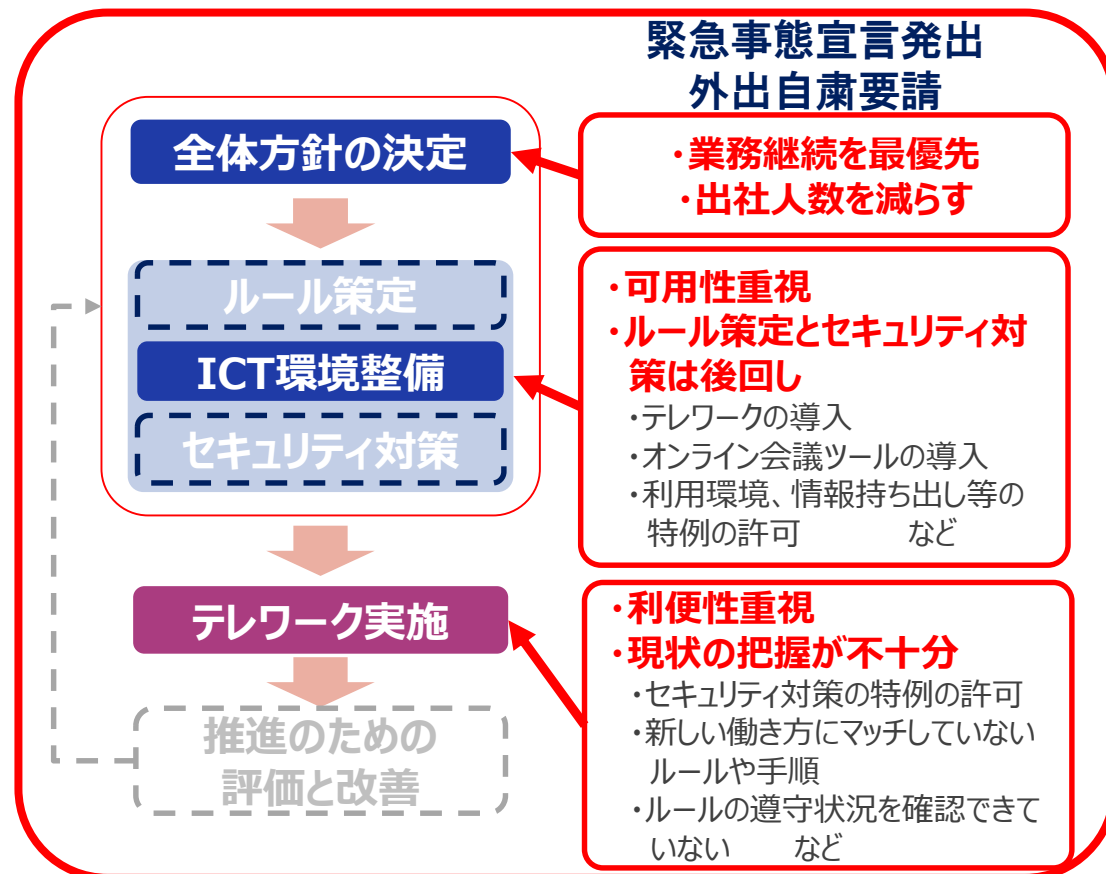 緊急事態宣言発出
外出自粛要請
全体方針の決定
・業務継続を最優先
・出社人数を減らす
ルール策定
ICT環境整備
セキュリティ対策
・可用性重視
・ルール策定とセキュリティ対
策は後回し
・テレワークの導入
・オンライン会議ツールの導入
・利用環境、情報持ち出し等の
特例の許可 など
テレワーク実施
・利便性重視
・現状の把握が不十分
・セキュリティ対策の特例の許可
・新しい働き方にマッチしていない
ルールや手順
・ルールの遵守状況を確認できて
いない など
推進のための
評価と改善